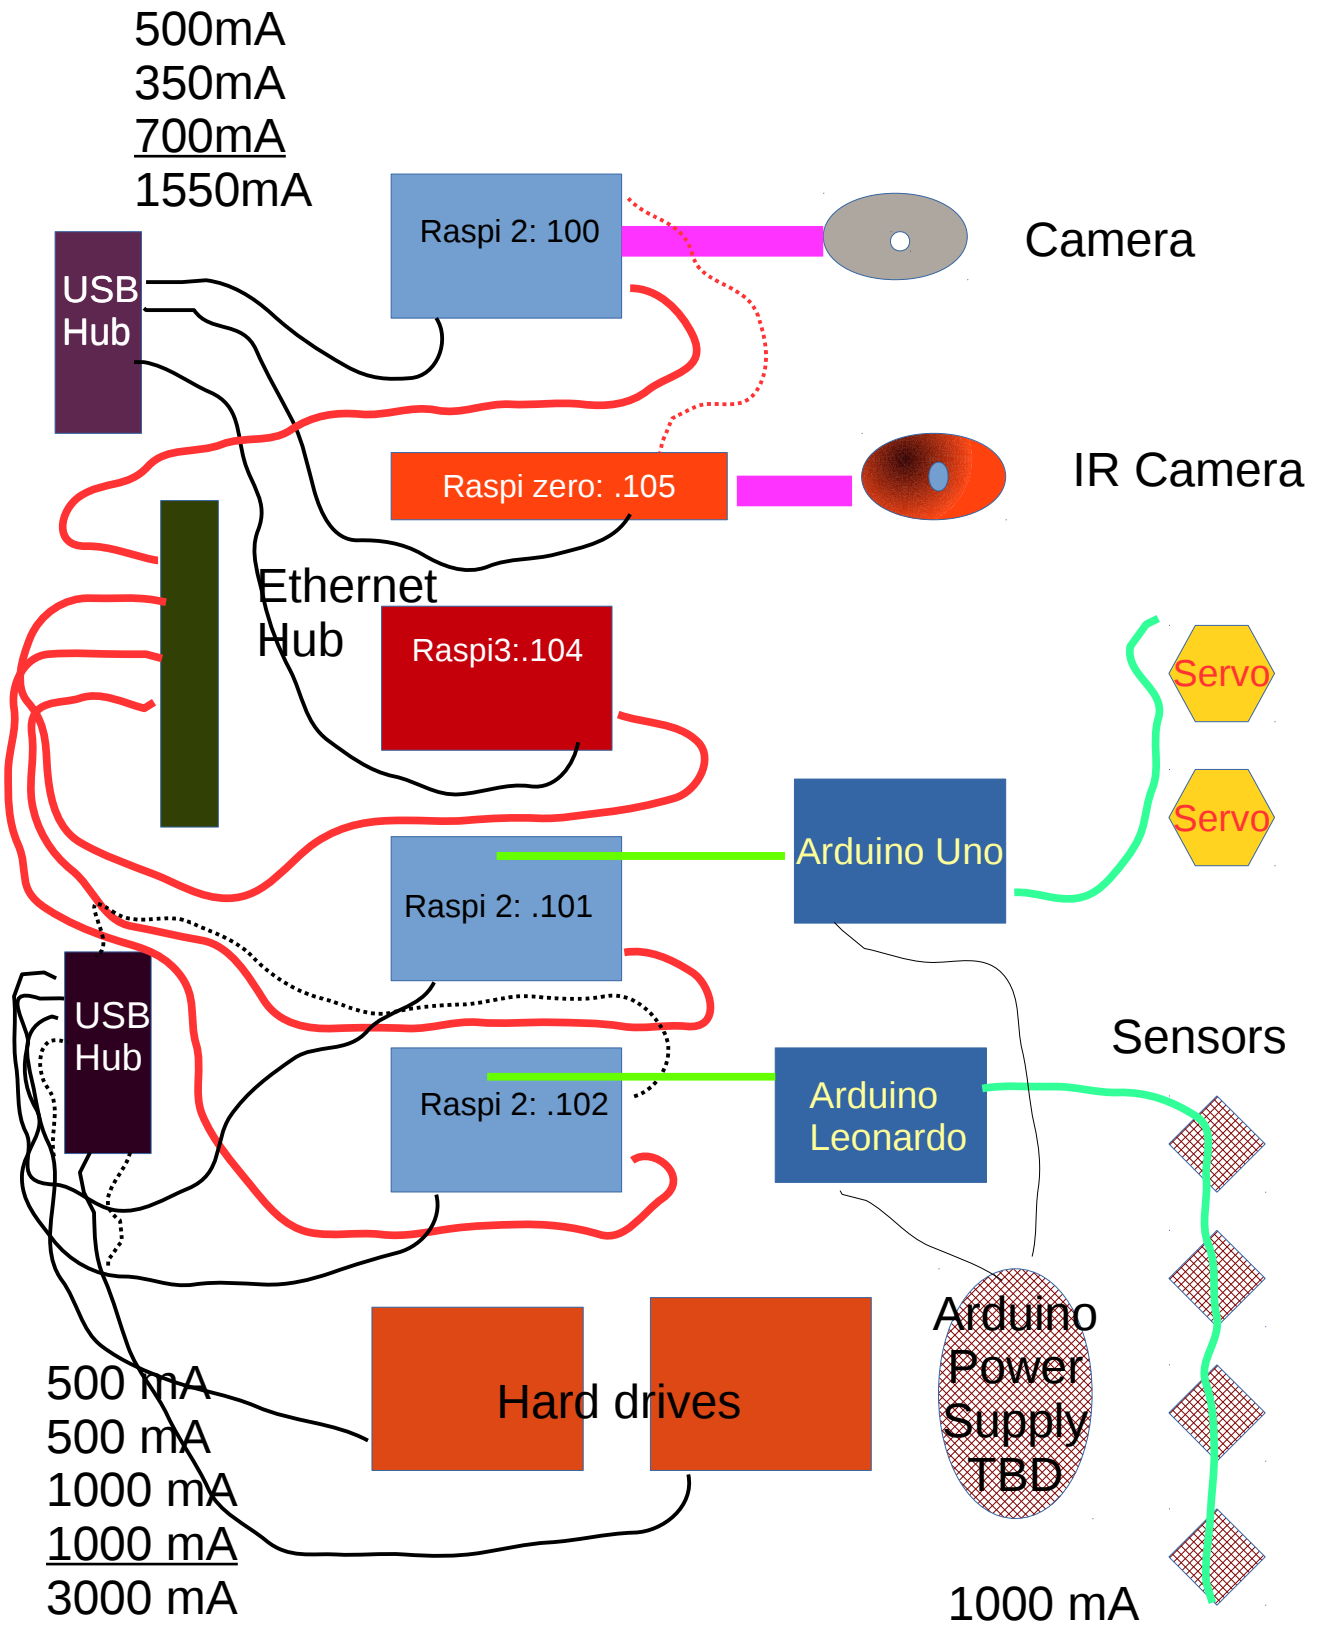 500mA
350mA
700mA
1550mA
Raspi 2: 100
Camera
USB
Hub
IR Camera
Raspi zero: .105
Ethernet
Hub
Raspi3:.104
Servo
Servo
Arduino Uno
Raspi 2: .101
USB
Hub
Sensors
Raspi 2: .102
Arduino
Leonardo
Arduino
Power
Supply
TBD
Hard drives
500 mA
500 mA
1000 mA
1000 mA
3000 mA
1000 mA